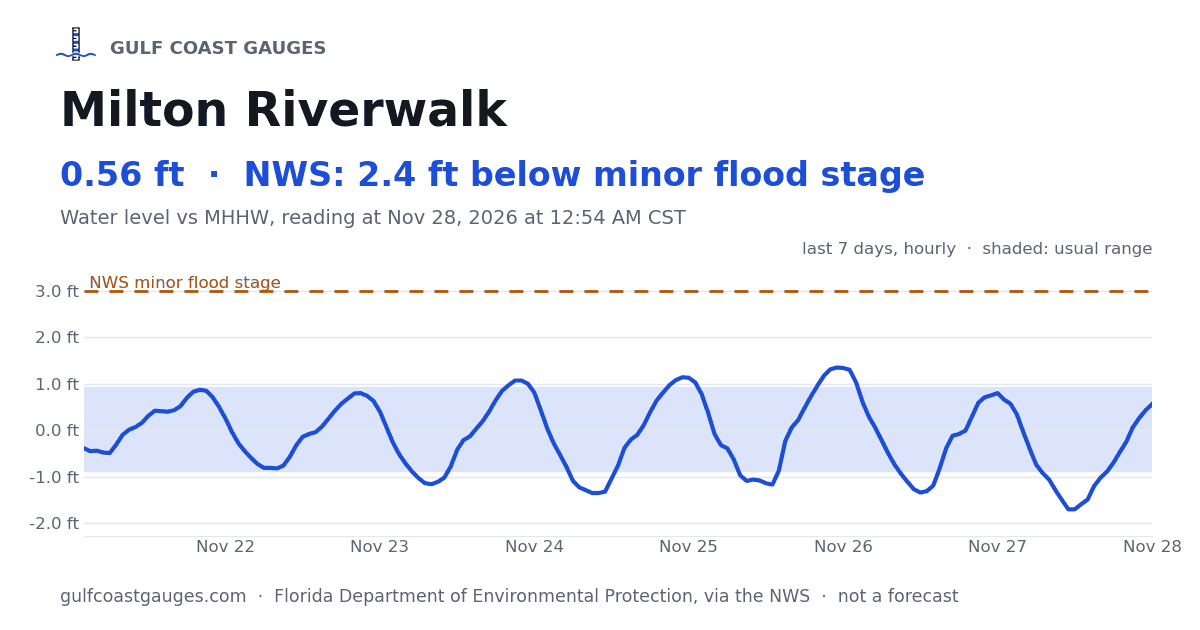 GULF COAST GAUGES
Milton Riverwalk
0.56 ft · NWS: 2.4 ft below minor flood stage
Water level vs MHHW, reading at Nov 28, 2026 at 12:54 AM CST
last 7 days, hourly · shaded: usual range
NWS minor flood stage
3.0 ft
2.0 ft
1.0 ft
0.0 ft
-1.0 ft
-2.0 ft
Nov 22 Nov 23 Nov 24 Nov 25 Nov 26 Nov 27 Nov 28
gulfcoastgauges.com · Florida Department of Environmental Protection, via the NWS · not a forecast